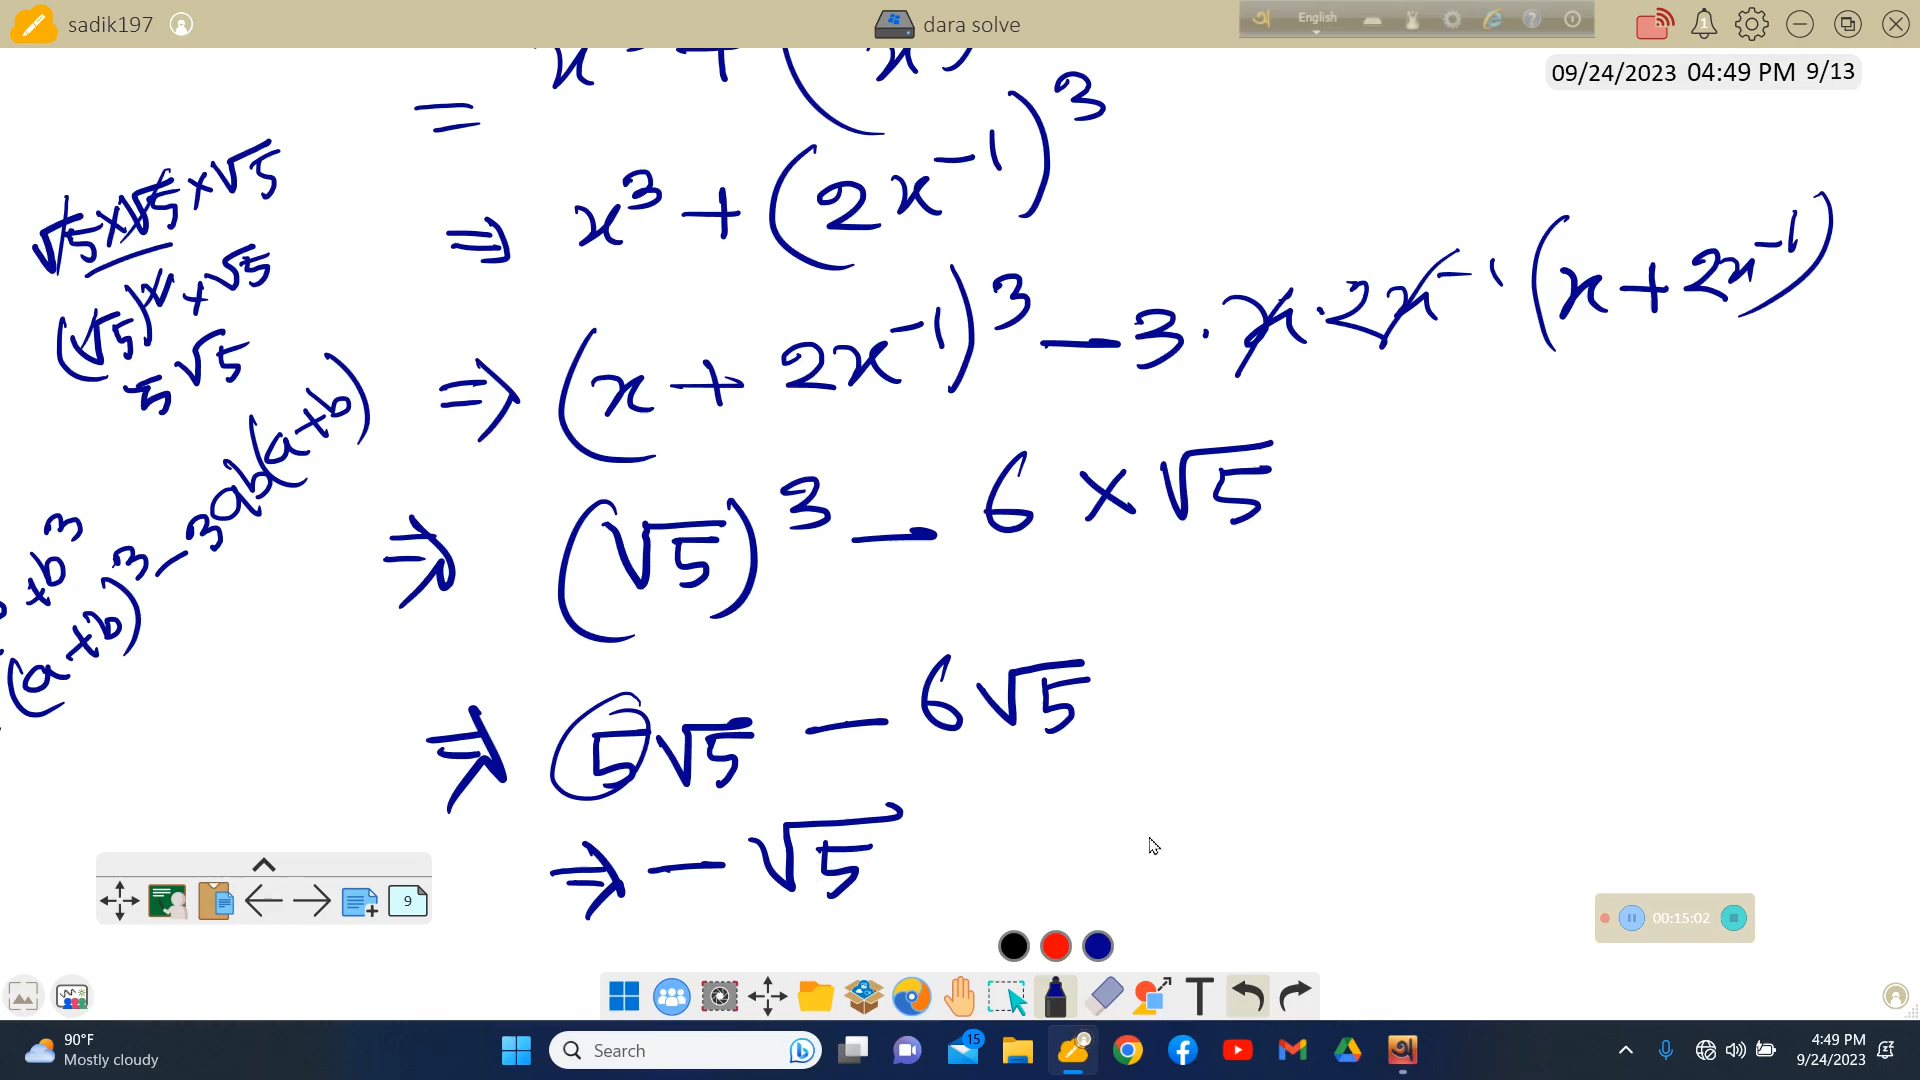 sadik197
dara solve
English
09/24/2023 04:49 PM 9/13
=
⇒ x³ + (2x⁻¹)³
⇒ (x + 2x⁻¹)³ − 3 · x · 2x⁻¹ (x + 2x⁻¹)
⇒ (√5)³ − 6 × √5
⇒ 5√5 − 6√5
⇒ − √5
√5 × √5 × √5
(√5)² × √5
5 √5
+b³
(a+b)³ − 3ab(a+b)
9
00:15:02
T
90°F
Mostly cloudy
Search
15
4:49 PM
9/24/2023